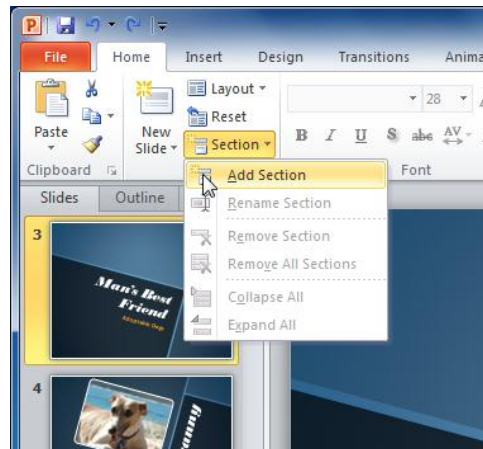 File Home Insert Design Transitions Anima
Layout
Reset
Section
Paste
New
Slide
28
B I U S abc AV
Clipboard
Font
Add Section
Rename Section
Remove Section
Remove All Sections
Collapse All
Expand All
Slides Outline
3
Man's Best
Friend
4